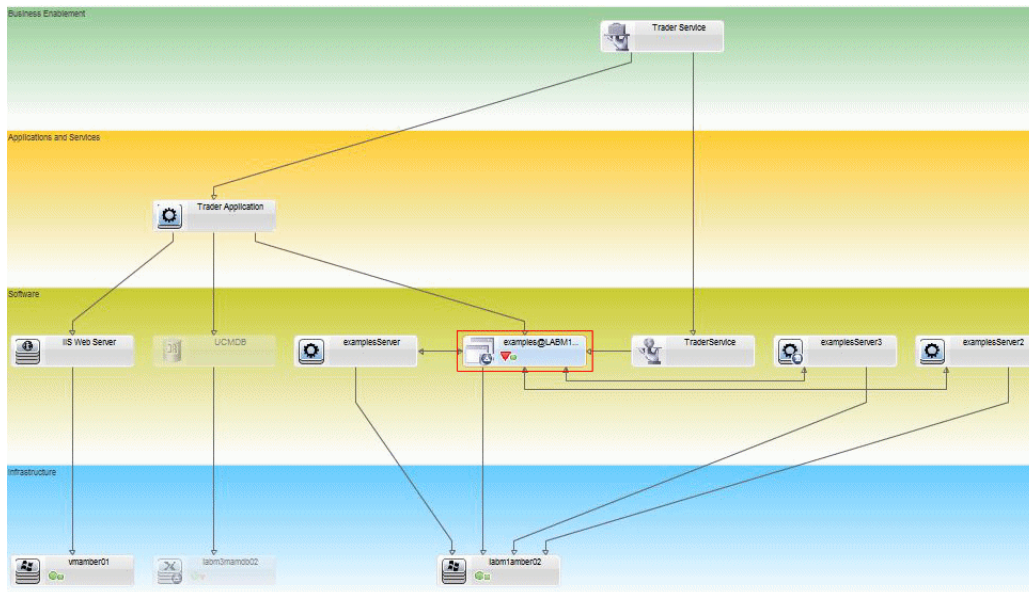 Business Enablement
Trader Service
Applications and Services
Trader Application
Software
IIS Web Server
UCMDB
examplesServer
examples@LABM1...
TraderService
examplesServer3
examplesServer2
Infrastructure
vmamber01
labm3mamdb02
labm1amber02